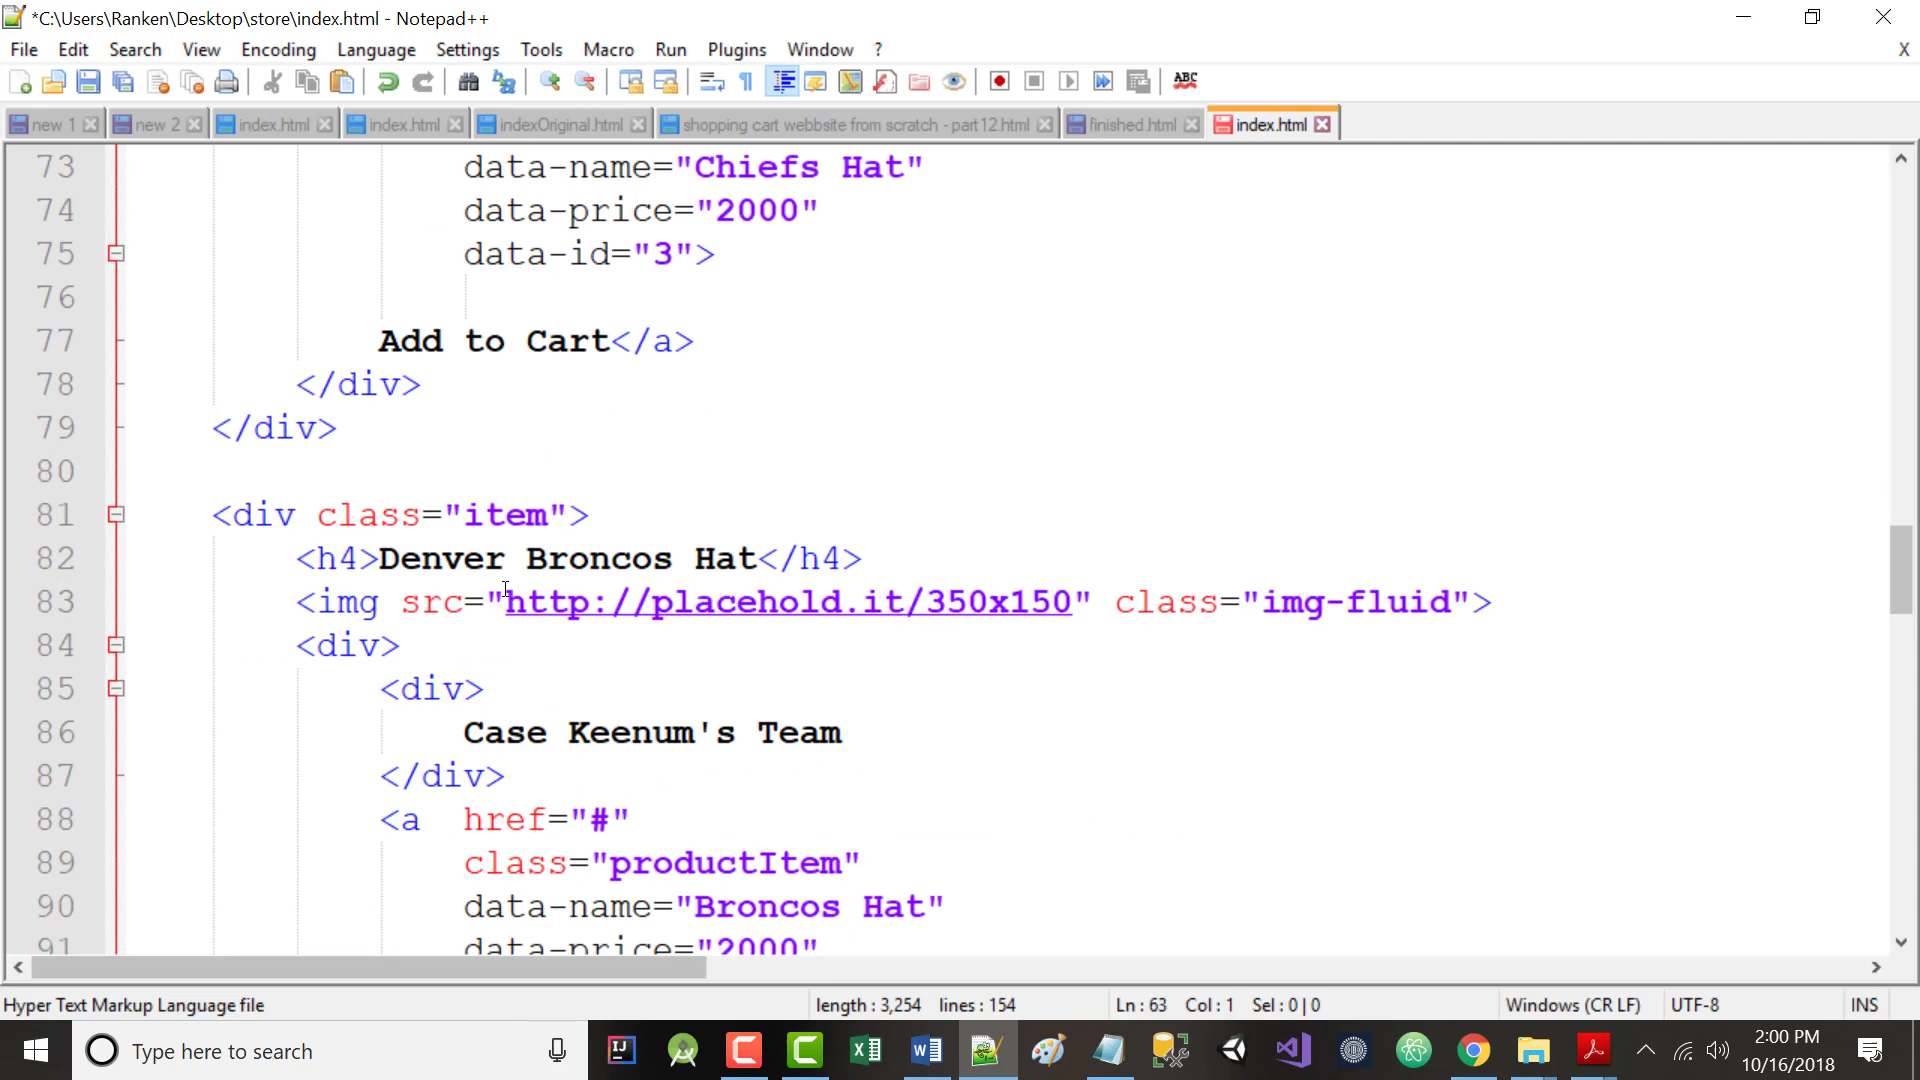 *C:\Users\Ranken\Desktop\store\index.html - Notepad++
File Edit Search View Encoding Language Settings Tools Macro Run Plugins Window ? X
new 1 new 2 index.html index.html indexOriginal.html shopping cart webbsite from scratch - part12.html finished.html index.html
73 data-name="Chiefs Hat"
74 data-price="2000"
75 data-id="3">
76
77 Add to Cart</a>
78 </div>
79 </div>
80
81 <div class="item">
82 <h4>Denver Broncos Hat</h4>
83 <img src="http://placehold.it/350x150" class="img-fluid">
84 <div>
85 <div>
86 Case Keenum's Team
87 </div>
88 <a href="#"
89 class="productItem"
90 data-name="Broncos Hat"
91 data-price="2000"
Hyper Text Markup Language file length : 3,254 lines : 154 Ln : 63 Col : 1 Sel : 0 | 0 Windows (CR LF) UTF-8 INS
Type here to search
2:00 PM
10/16/2018